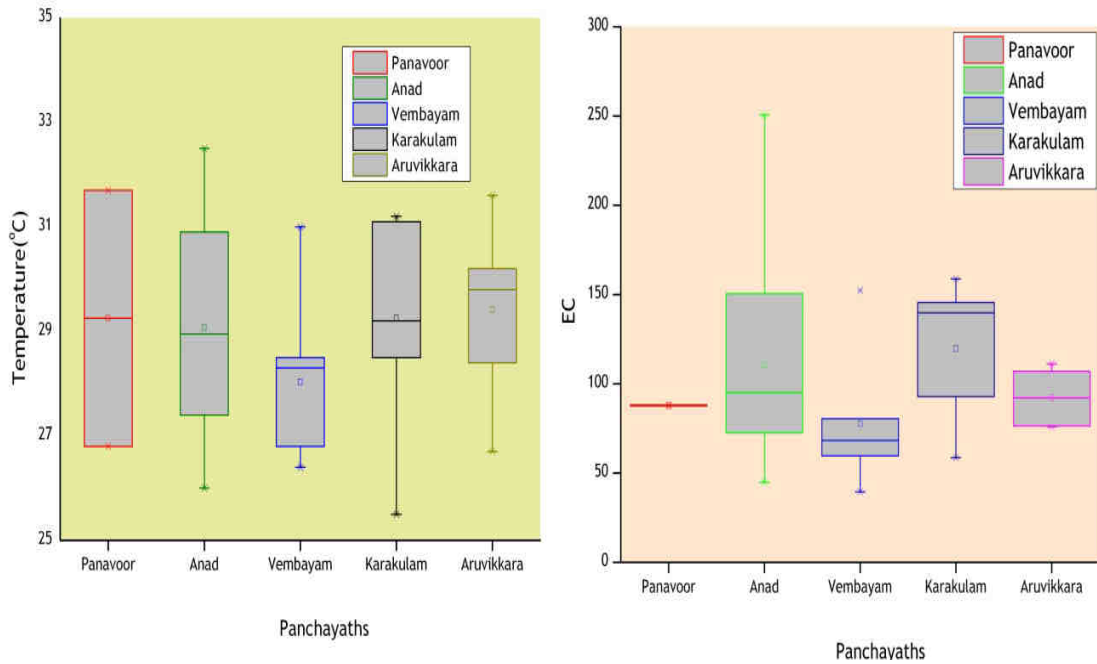 35
33
31
29
27
25
Temperature(°C)
Panavoor
Anad
Vembayam
Karakulam
Aruvikkara
Panavoor
Anad
Vembayam
Karakulam
Aruvikkara
Panchayaths
300
250
200
150
100
50
0
EC
Panavoor
Anad
Vembayam
Karakulam
Aruvikkara
Panavoor
Anad
Vembayam
Karakulam
Aruvikkara
Panchayaths